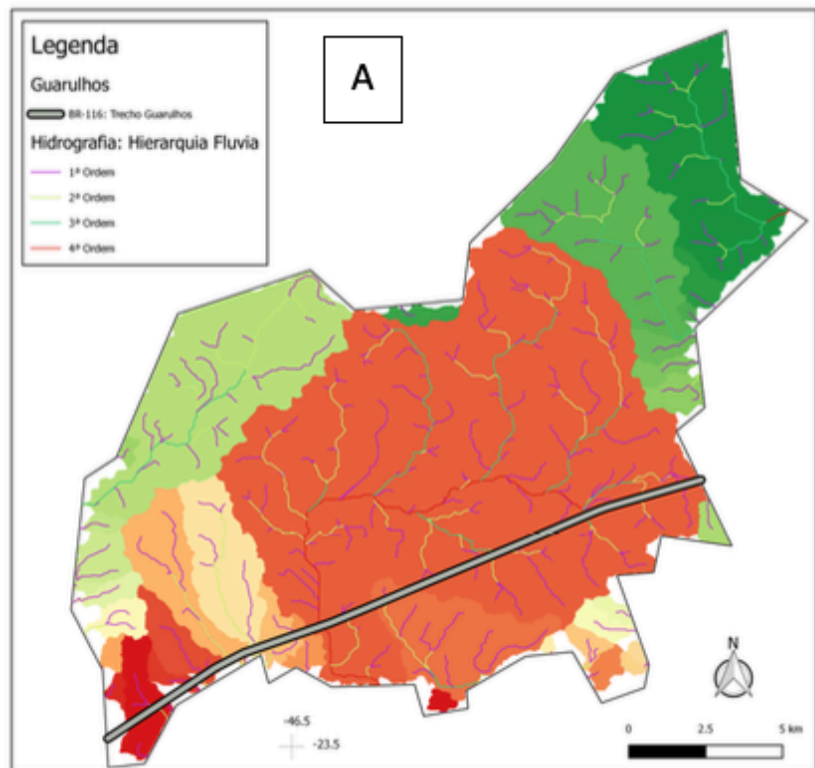 Legenda
Guarulhos
BR-116: Trecho Guarulhos
Hidrografia: Hierarquia Fluvia
1ª Ordem
2ª Ordem
3ª Ordem
4ª Ordem
A
N
-46.5
-23.5
0 2.5 5 km